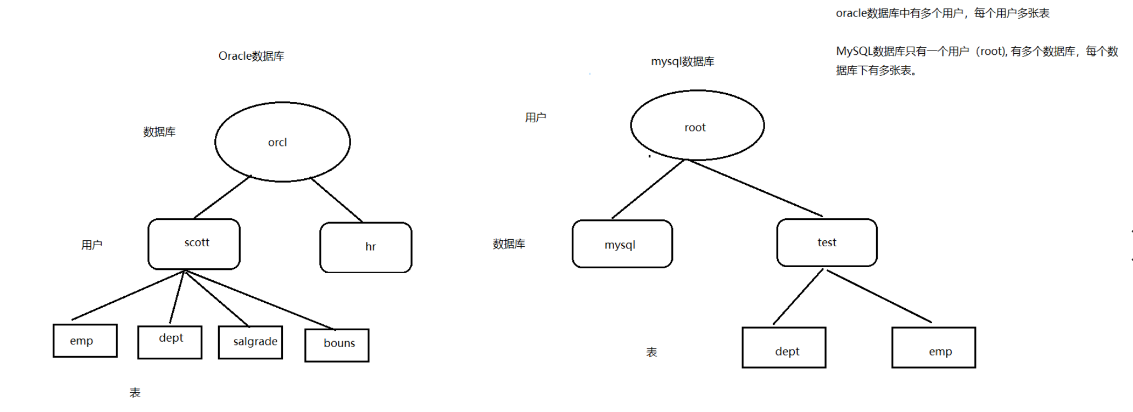 oracle数据库中有多个用户，每个用户多张表
MySQL数据库只有一个用户（root), 有多个数据库，每个数
据库下有多张表。
Oracle数据库
mysql数据库
数据库
orcl
用户
root
用户
scott
hr
数据库
mysql
test
emp
dept
salgrade
bouns
表
表
dept
emp